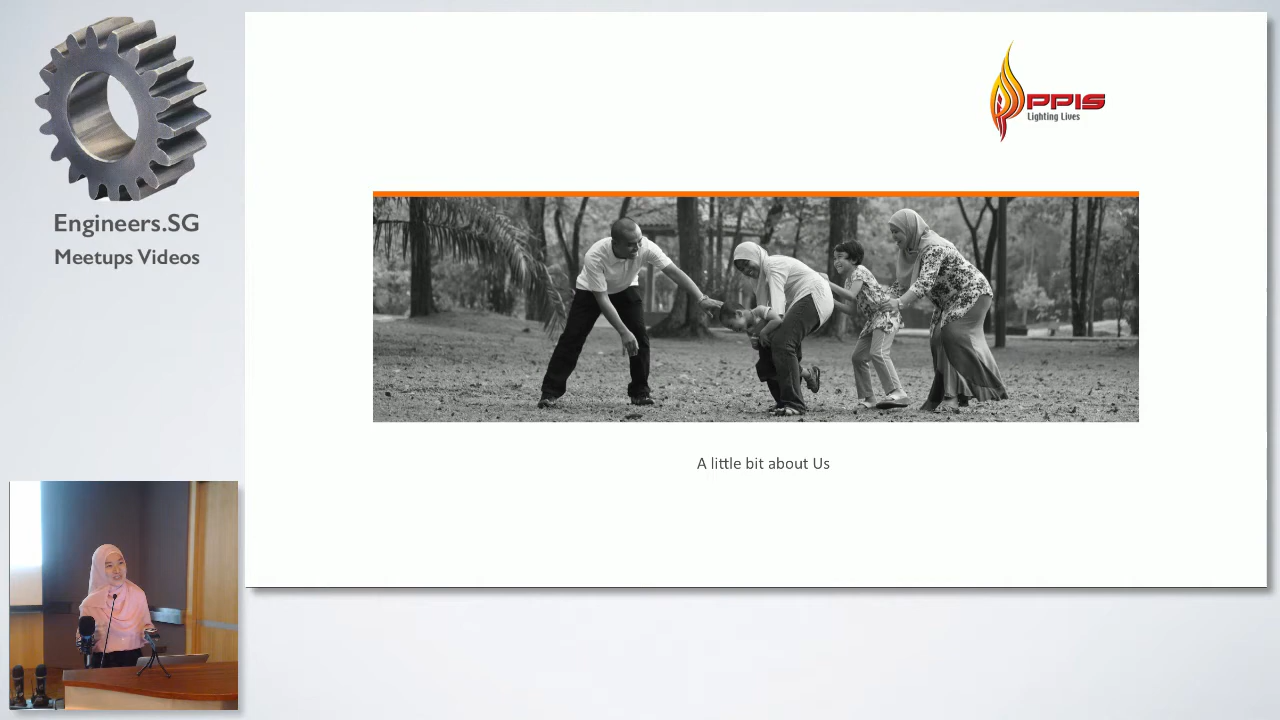 Engineers.SG
Meetups Videos
PPIS
Lighting Lives
A little bit about Us